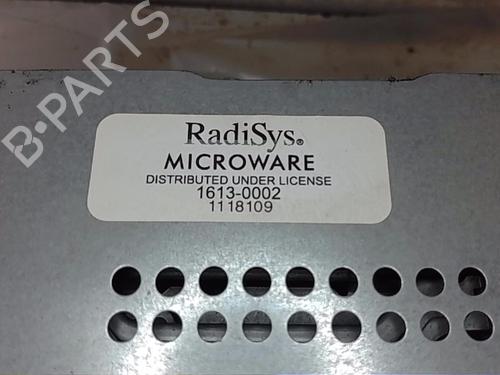 B-PARTS
RadiSys®
MICROWARE
DISTRIBUTED UNDER LICENSE
1613-0002
1118109